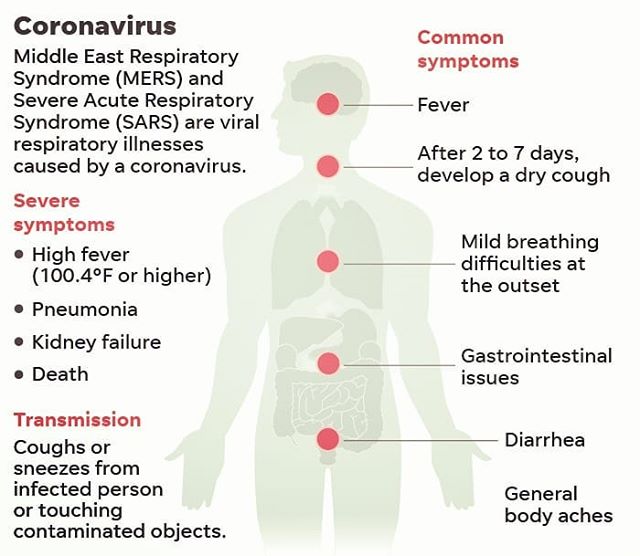 Coronavirus
Middle East Respiratory
Syndrome (MERS) and
Severe Acute Respiratory
Syndrome (SARS) are viral
respiratory illnesses
caused by a coronavirus.
Severe
symptoms
• High fever
(100.4°F or higher)
• Pneumonia
• Kidney failure
• Death
Transmission
Coughs or
sneezes from
infected person
or touching
contaminated objects.
Common
symptoms
Fever
After 2 to 7 days,
develop a dry cough
Mild breathing
difficulties at
the outset
Gastrointestinal
issues
Diarrhea
General
body aches